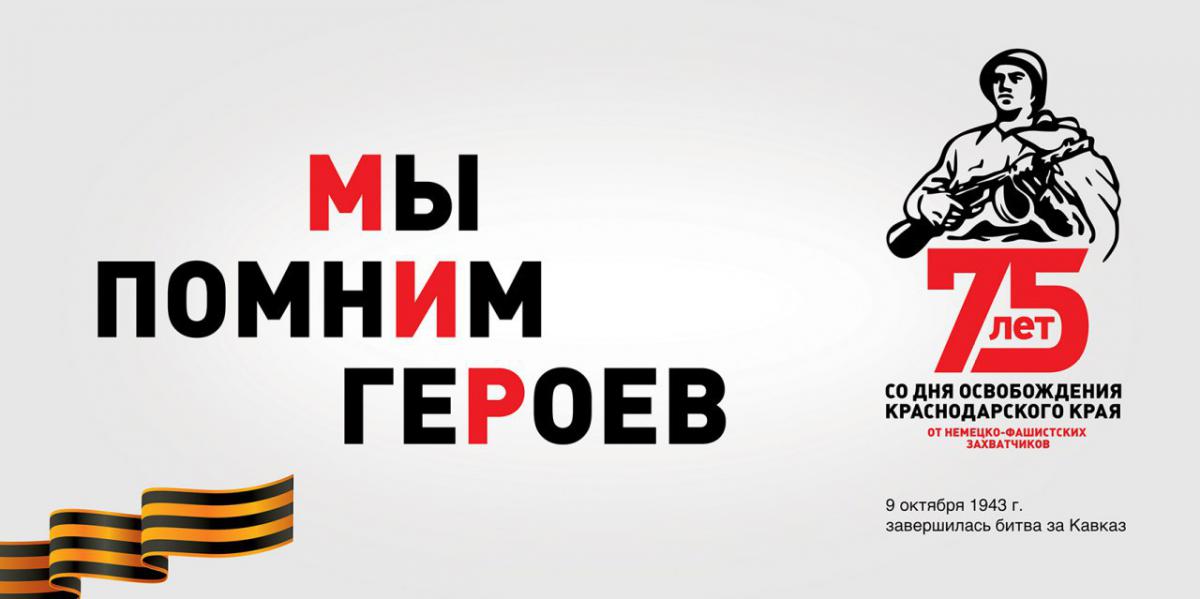 МЫ
ПОМНИМ
ГЕРОЕВ
75
лет
СО ДНЯ ОСВОБОЖДЕНИЯ
КРАСНОДАРСКОГО КРАЯ
ОТ НЕМЕЦКО-ФАШИСТСКИХ
ЗАХВАТЧИКОВ
9 октября 1943 г.
завершилась битва за Кавказ